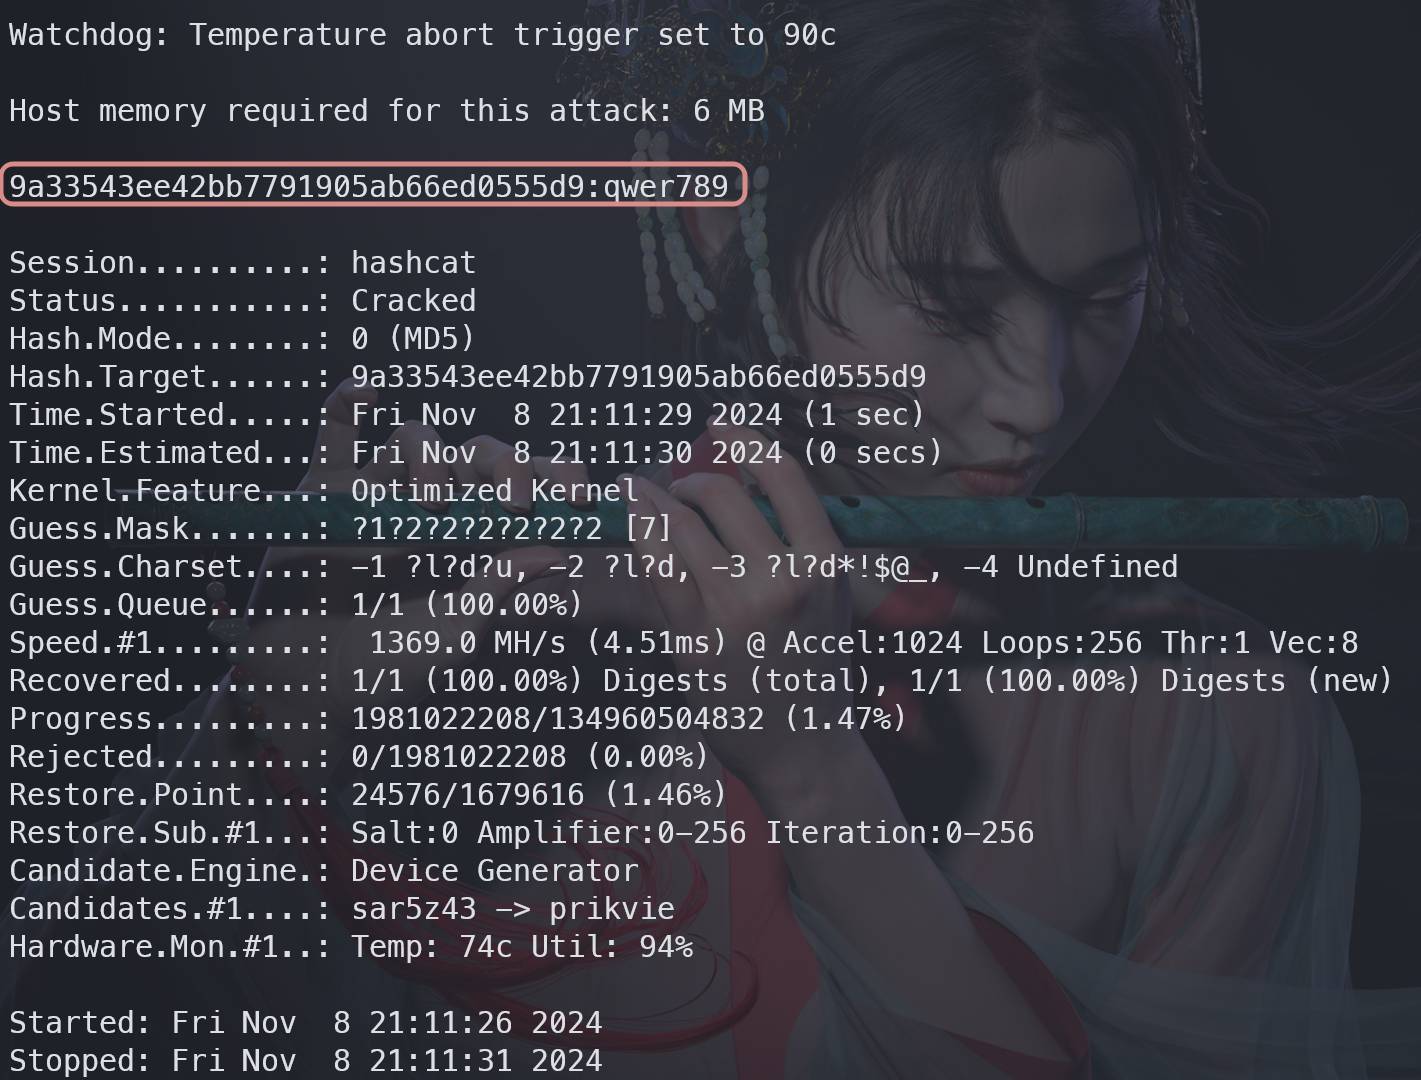 Watchdog: Temperature abort trigger set to 90c
Host memory required for this attack: 6 MB
9a33543ee42bb7791905ab66ed0555d9:qwer789
Session..........: hashcat
Status...........: Cracked
Hash.Mode........: 0 (MD5)
Hash.Target......: 9a33543ee42bb7791905ab66ed0555d9
Time.Started.....: Fri Nov  8 21:11:29 2024 (1 sec)
Time.Estimated...: Fri Nov  8 21:11:30 2024 (0 secs)
Kernel.Feature...: Optimized Kernel
Guess.Mask.......: ?1?2?2?2?2?2?2 [7]
Guess.Charset....: -1 ?l?d?u, -2 ?l?d, -3 ?l?d*!$@_, -4 Undefined
Guess.Queue......: 1/1 (100.00%)
Speed.#1.........:  1369.0 MH/s (4.51ms) @ Accel:1024 Loops:256 Thr:1 Vec:8
Recovered........: 1/1 (100.00%) Digests (total), 1/1 (100.00%) Digests (new)
Progress.........: 1981022208/134960504832 (1.47%)
Rejected.........: 0/1981022208 (0.00%)
Restore.Point....: 24576/1679616 (1.46%)
Restore.Sub.#1...: Salt:0 Amplifier:0-256 Iteration:0-256
Candidate.Engine.: Device Generator
Candidates.#1....: sar5z43 -> prikvie
Hardware.Mon.#1..: Temp: 74c Util: 94%
Started: Fri Nov  8 21:11:26 2024
Stopped: Fri Nov  8 21:11:31 2024